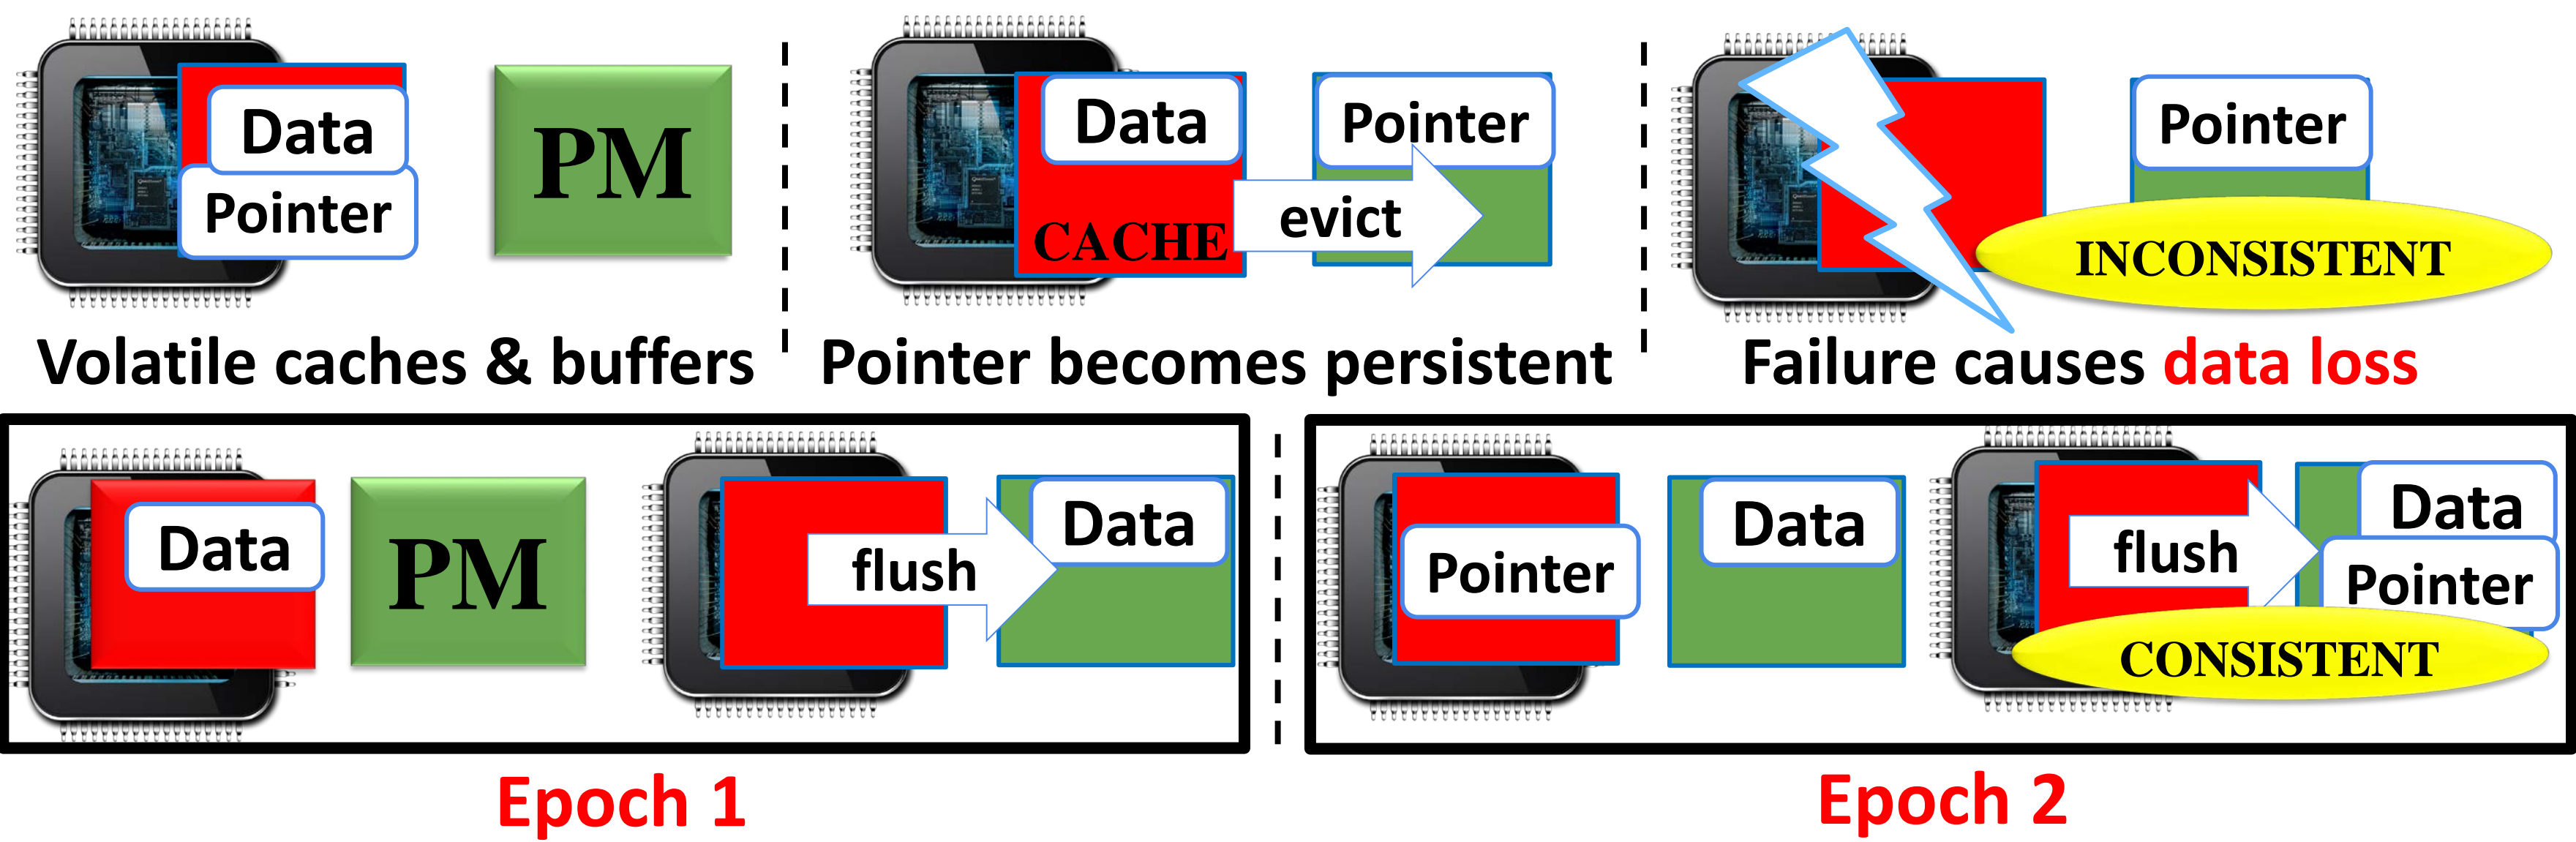 Data
Pointer
PM
Volatile caches & buffers
Data
CACHE
evict
Pointer
Pointer becomes persistent
Pointer
INCONSISTENT
Failure causes data loss
Data
PM
flush
Data
Epoch 1
Pointer
Data
flush
Data
Pointer
CONSISTENT
Epoch 2